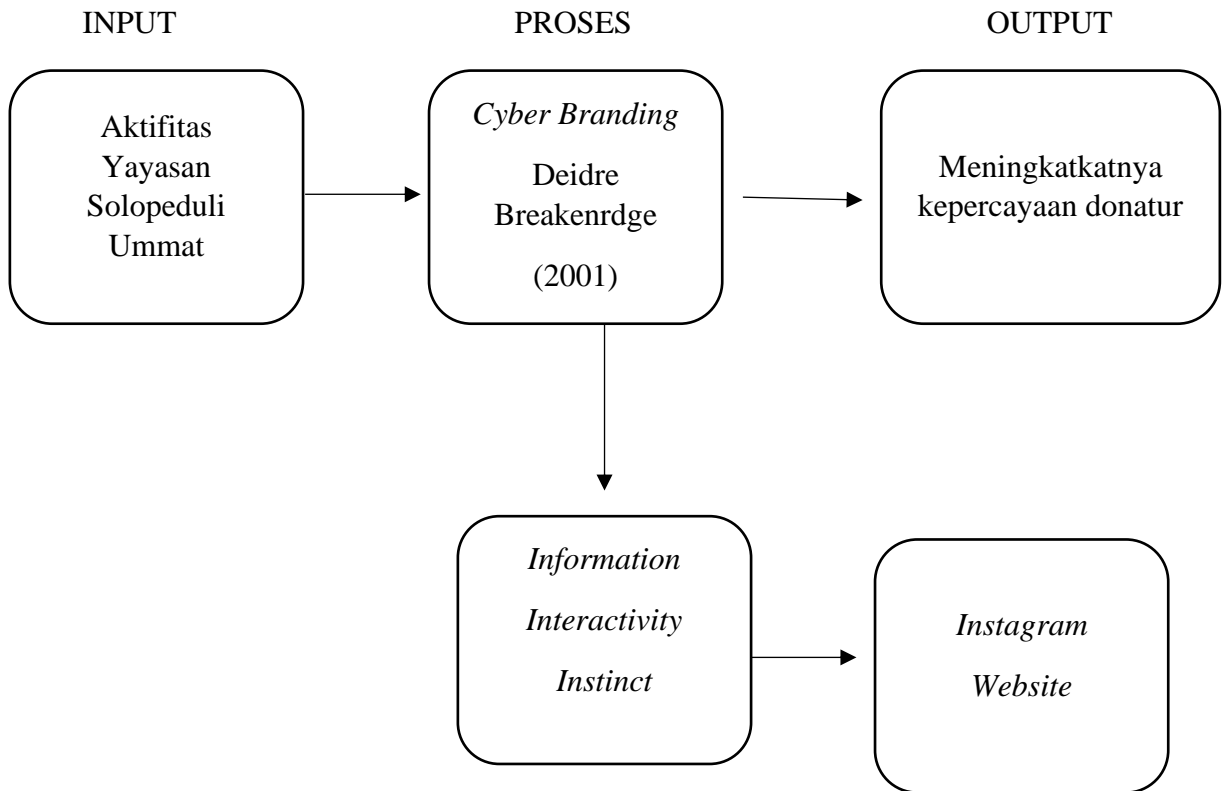 INPUT
PROSES
OUTPUT
Aktifitas
Yayasan
Solopeduli
Ummat
Cyber Branding
Deidre
Breakenrdge
(2001)
Meningkatkatnya
kepercayaan donatur
Information
Interactivity
Instinct
Instagram
Website